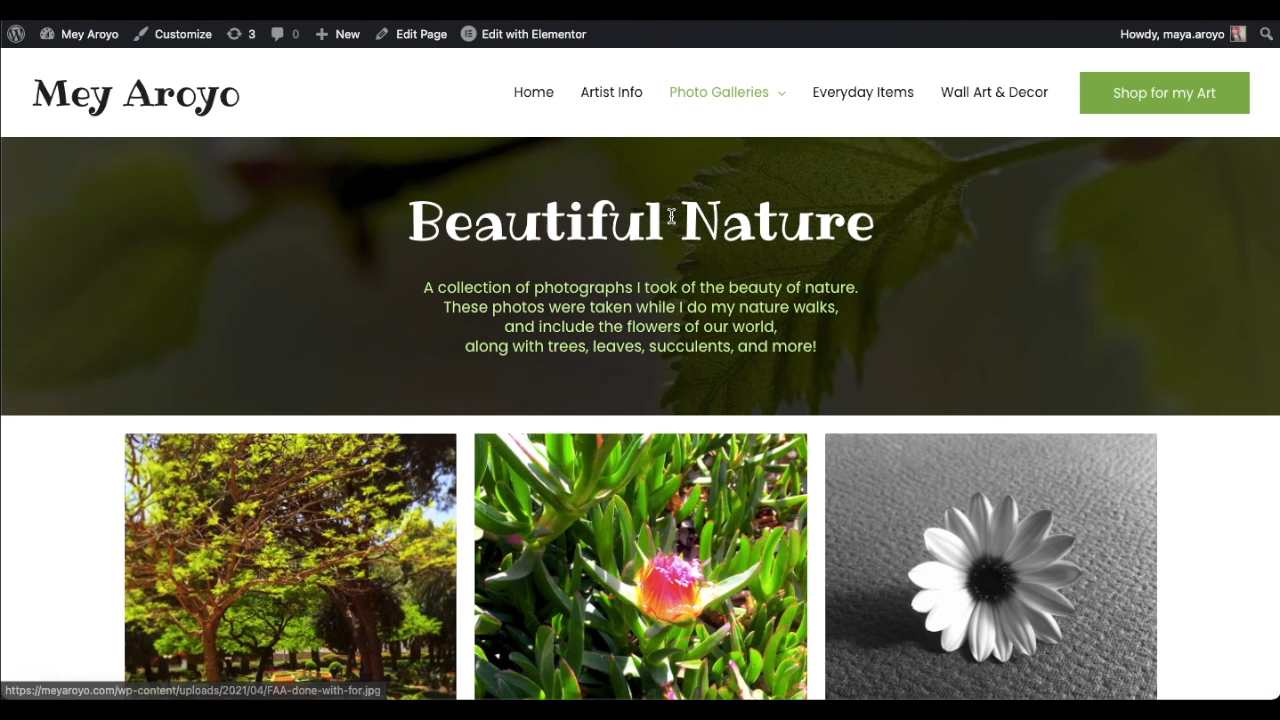 Mey Aroyo Customize 3 0 New Edit Page Edit with Elementor Howdy, maya.aroyo
Mey Aroyo Home Artist Info Photo Galleries Everyday Items Wall Art & Decor Shop for my Art
Beautiful Nature
A collection of photographs I took of the beauty of nature.
These photos were taken while I do my nature walks,
and include the flowers of our world,
along with trees, leaves, succulents, and more!
https://meyaroyo.com/wp-content/uploads/2021/04/FAA-done-with-for.jpg